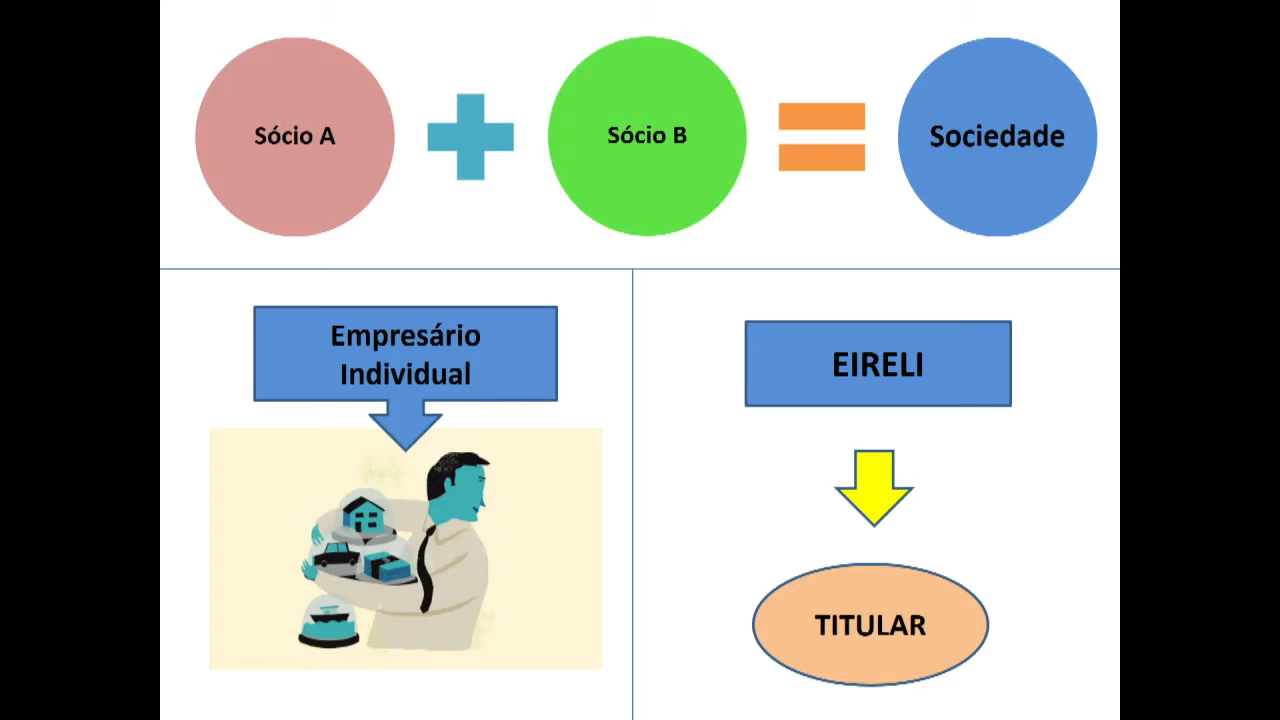 Sócio A
Sócio B
Sociedade
Empresário
Individual
EIRELI
TITULAR